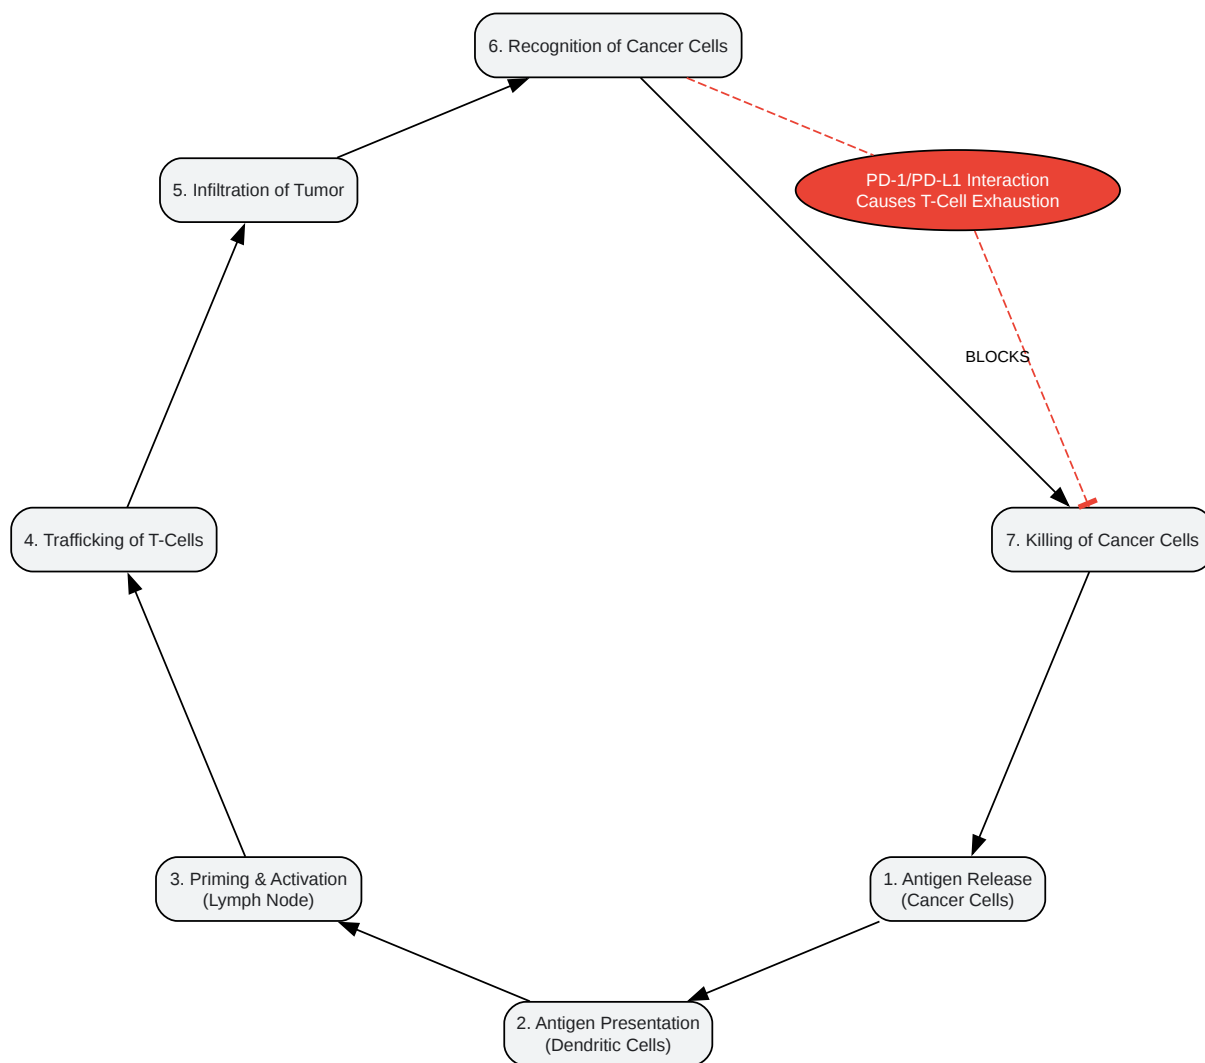 6. Recognition of Cancer Cells
5. Infiltration of Tumor
PD-1/PD-L1 Interaction
Causes T-Cell Exhaustion
BLOCKS
4. Trafficking of T-Cells
7. Killing of Cancer Cells
3. Priming & Activation
(Lymph Node)
1. Antigen Release
(Cancer Cells)
2. Antigen Presentation
(Dendritic Cells)